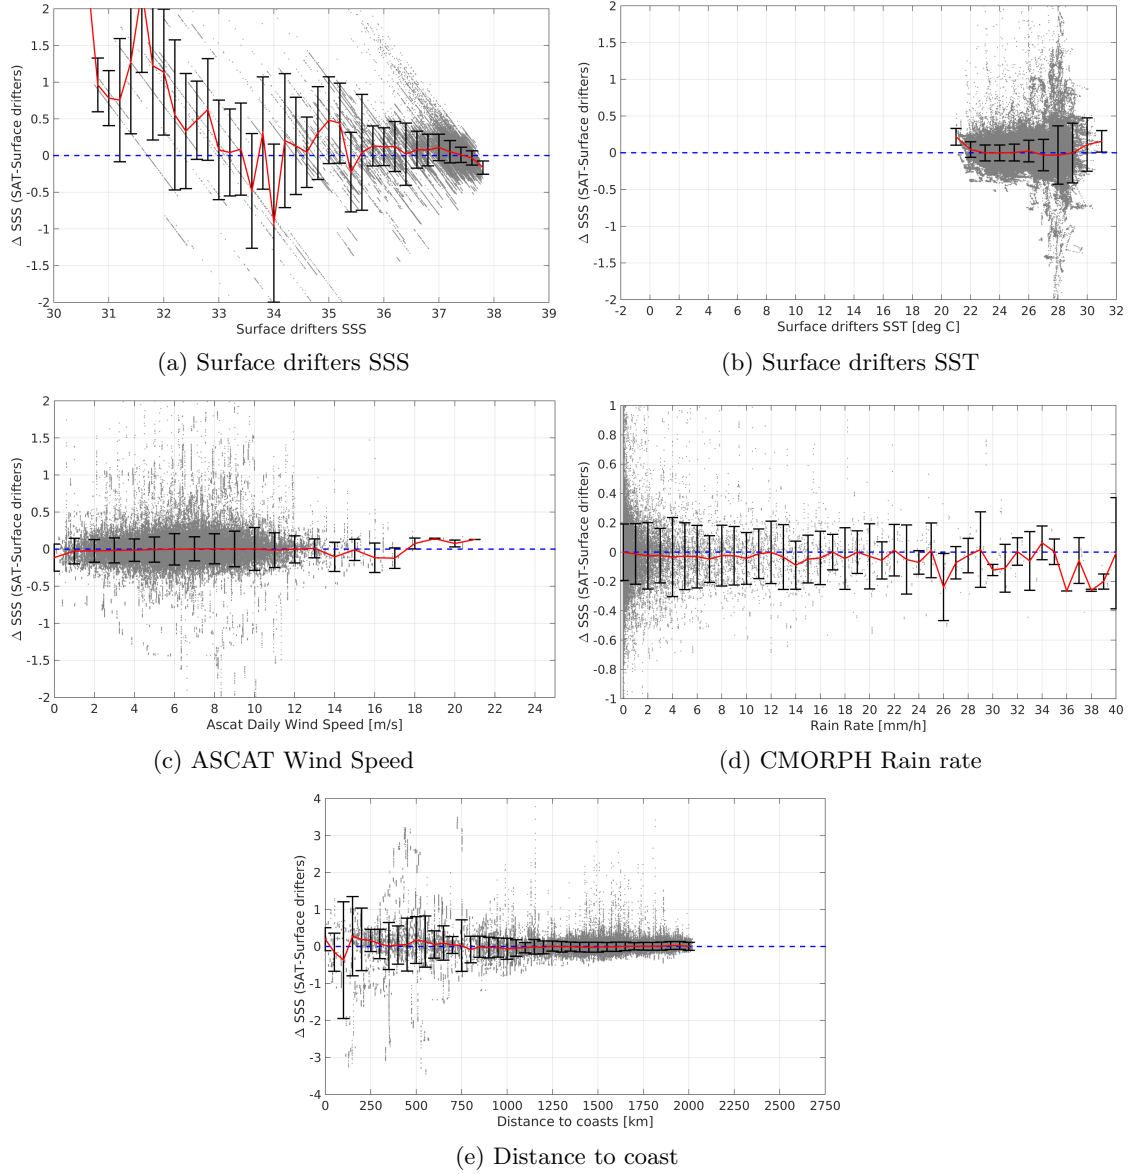 2
1.5
1
0.5
0
-0.5
-1
-1.5
-2
Δ SSS (SAT-Surface drifters)
30 31 32 33 34 35 36 37 38 39
Surface drifters SSS
(a) Surface drifters SSS
2
1.5
1
0.5
0
-0.5
-1
-1.5
-2
Δ SSS (SAT-Surface drifters)
-2 0 2 4 6 8 10 12 14 16 18 20 22 24 26 28 30 32
Surface drifters SST [deg C]
(b) Surface drifters SST
2
1.5
1
0.5
0
-0.5
-1
-1.5
-2
Δ SSS (SAT-Surface drifters)
0 2 4 6 8 10 12 14 16 18 20 22 24
Ascat Daily Wind Speed [m/s]
(c) ASCAT Wind Speed
1
0.8
0.6
0.4
0.2
0
-0.2
-0.4
-0.6
-0.8
-1
Δ SSS (SAT-Surface drifters)
0 2 4 6 8 10 12 14 16 18 20 22 24 26 28 30 32 34 36 38 40
Rain Rate [mm/h]
(d) CMORPH Rain rate
4
3
2
1
0
-1
-2
-3
-4
Δ SSS (SAT-Surface drifters)
0 250 500 750 1000 1250 1500 1750 2000 2250 2500 2750
Distance to coasts [km]
(e) Distance to coast